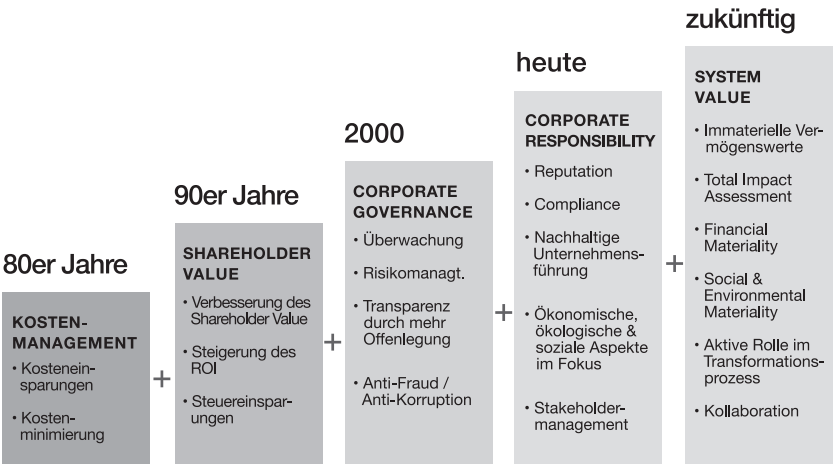 80er Jahre
KOSTEN-
MANAGEMENT
• Kostenein-
sparungen
• Kosten-
minimierung
+
90er Jahre
SHAREHOLDER
VALUE
• Verbesserung des
Shareholder Value
• Steigerung des
ROI
• Steuereinspar-
ungen
+
2000
CORPORATE
GOVERNANCE
• Überwachung
• Risikomanagt.
• Transparenz
durch mehr
Offenlegung
• Anti-Fraud /
Anti-Korruption
+
heute
CORPORATE
RESPONSIBILITY
• Reputation
• Compliance
• Nachhaltige
Unternehmens-
führung
• Ökonomische,
ökologische &
soziale Aspekte
im Fokus
• Stakeholder-
management
+
zukünftig
SYSTEM
VALUE
• Immaterielle Ver-
mögenswerte
• Total Impact
Assessment
• Financial
Materiality
• Social &
Environmental
Materiality
• Aktive Rolle im
Transformations-
prozess
• Kollaboration